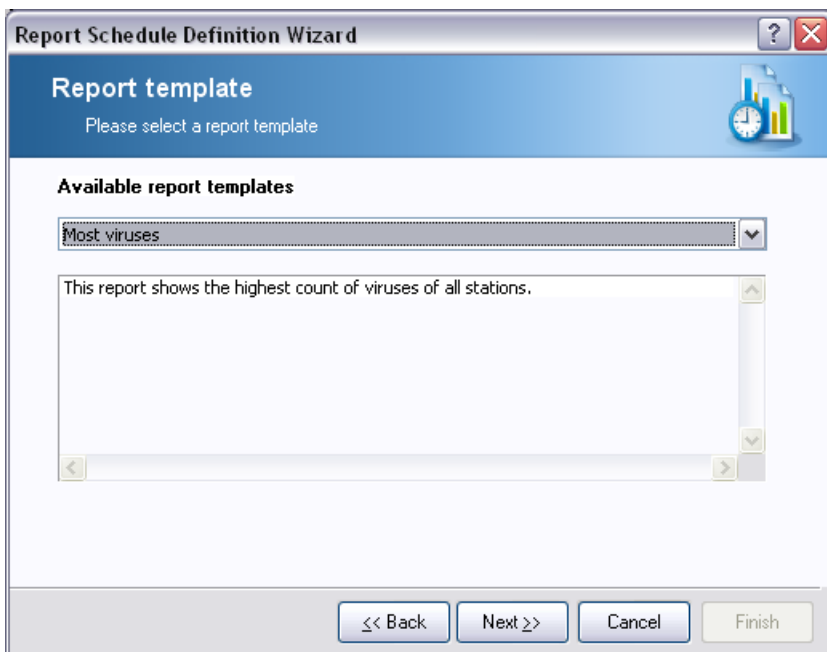 Report Schedule Definition Wizard
?
Report template
Please select a report template
Available report templates
Most viruses
This report shows the highest count of viruses of all stations.
<< Back
Next >>
Cancel
Finish